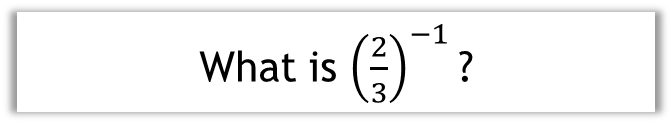 What is (2/3)⁻¹ ?